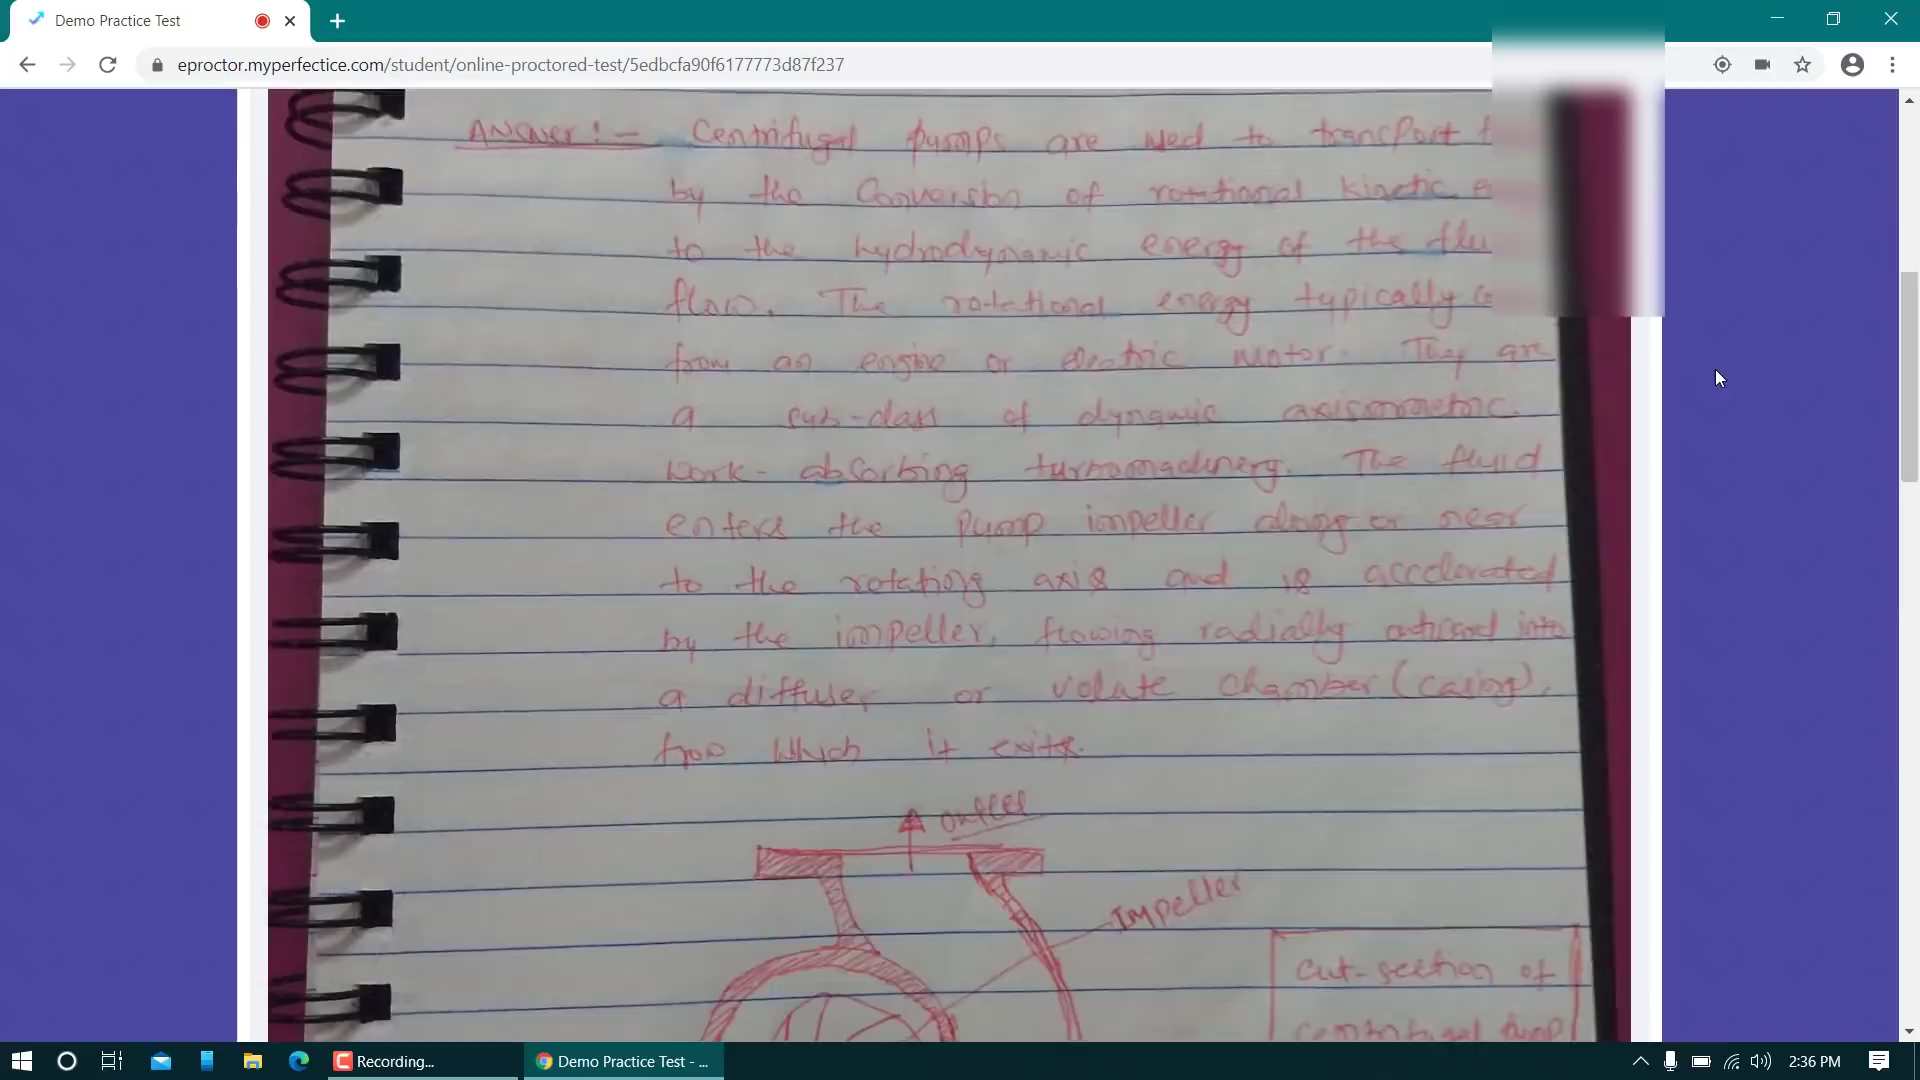 Demo Practice Test
eproctor.myperfectice.com/student/online-proctored-test/5edbcfa90f6177773d87f237
Answer :- Centrifugal pumps are used to transport
by the Conversion of rotational kinetic
to the hydrodynamic energy of the
flow. The rotational energy typically
from an engine or electric motor. They are
a sub-class of dynamic axisymmetric
work-absorbing turbomachinery. The fluid
enters the pump impeller along or near
to the rotating axis and is accelerated
by the impeller, flowing radially outward into
a diffuser or volute chamber (casing),
from which it exits.
outlet
Impeller
cut-section of
centrifugal pump
Recording...
Demo Practice Test - ...
2:36 PM